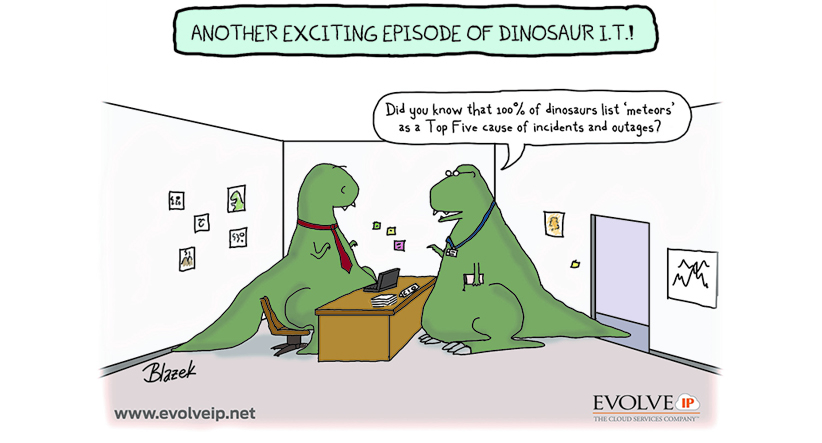 ANOTHER EXCITING EPISODE OF DINOSAUR I.T.!
Did you know that 100% of dinosaurs list 'meteors'
as a Top Five cause of incidents and outages?
Blazek
www.evolveip.net
EVOLVE IP
THE CLOUD SERVICES COMPANY™